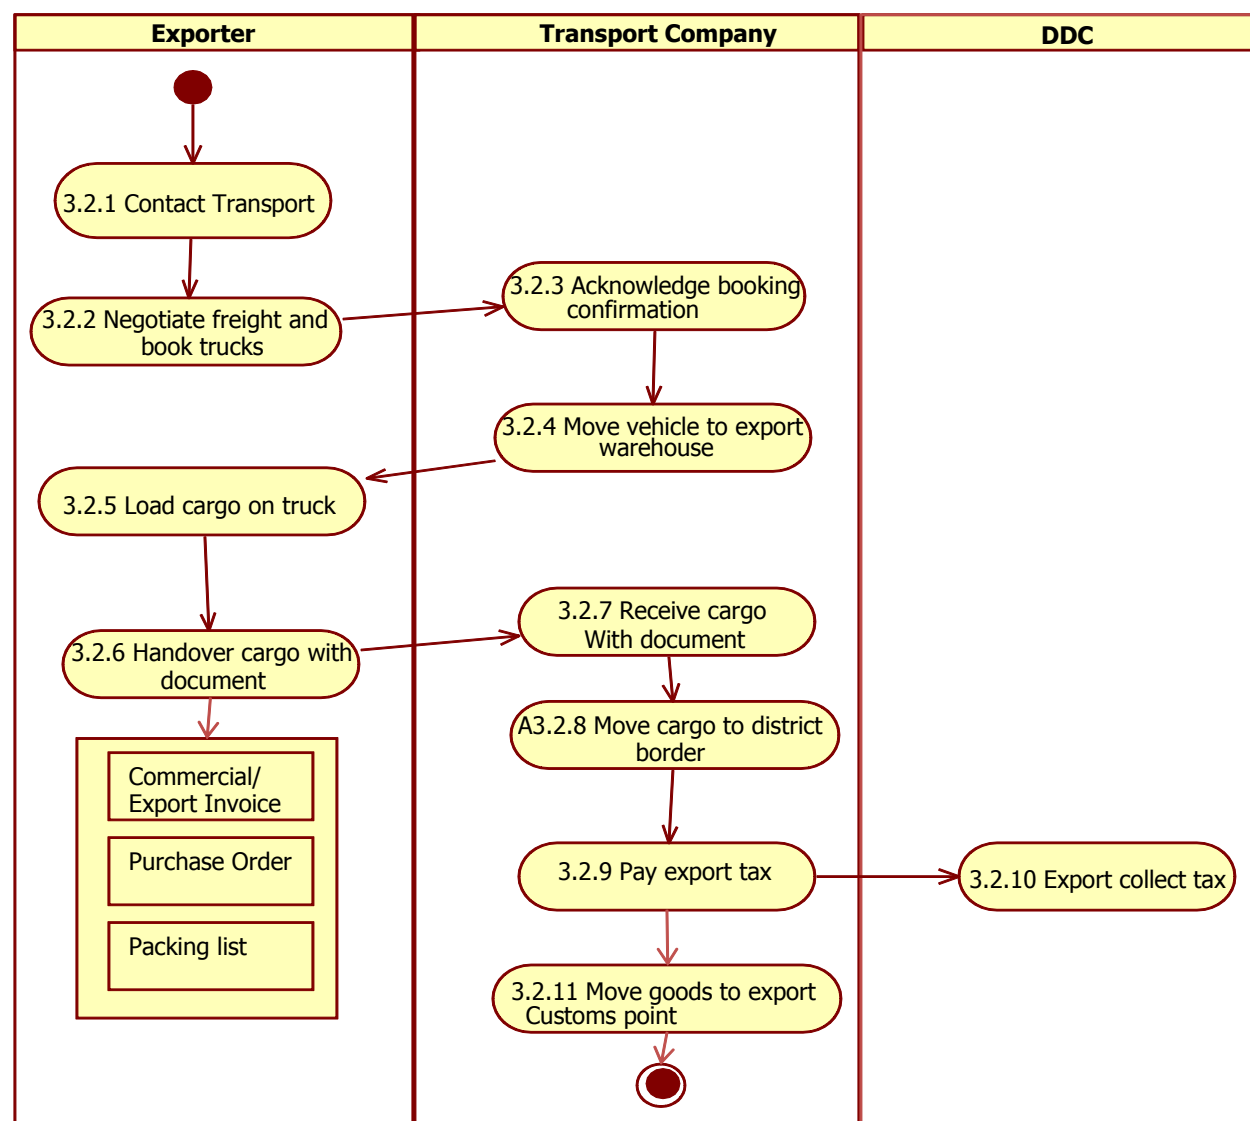 Exporter
Transport Company
DDC
3.2.1 Contact Transport
3.2.2 Negotiate freight and
book trucks
3.2.3 Acknowledge booking
confirmation
3.2.4 Move vehicle to export
warehouse
3.2.5 Load cargo on truck
3.2.6 Handover cargo with
document
3.2.7 Receive cargo
With document
A3.2.8 Move cargo to district
border
Commercial/
Export Invoice
Purchase Order
Packing list
3.2.9 Pay export tax
3.2.10 Export collect tax
3.2.11 Move goods to export
Customs point